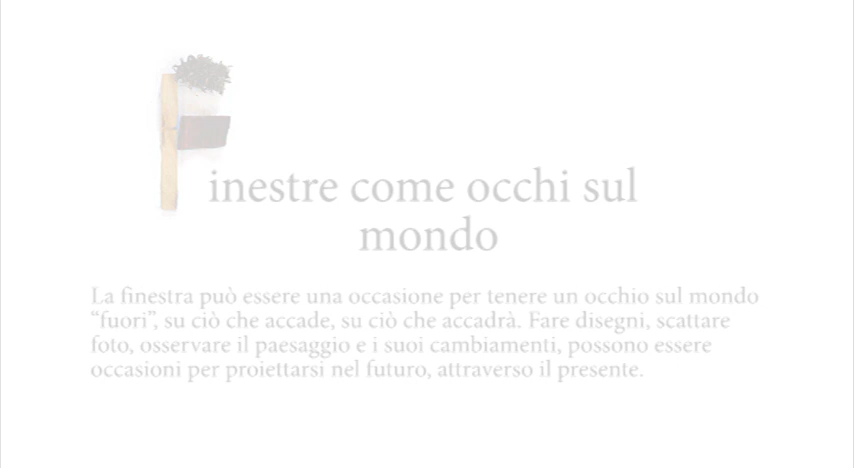 Finestre come occhi sul
mondo
La finestra può essere una occasione per tenere un occhio sul mondo
“fuori”, su ciò che accade, su ciò che accadrà. Fare disegni, scattare
foto, osservare il paesaggio e i suoi cambiamenti, possono essere
occasioni per proiettarsi nel futuro, attraverso il presente.